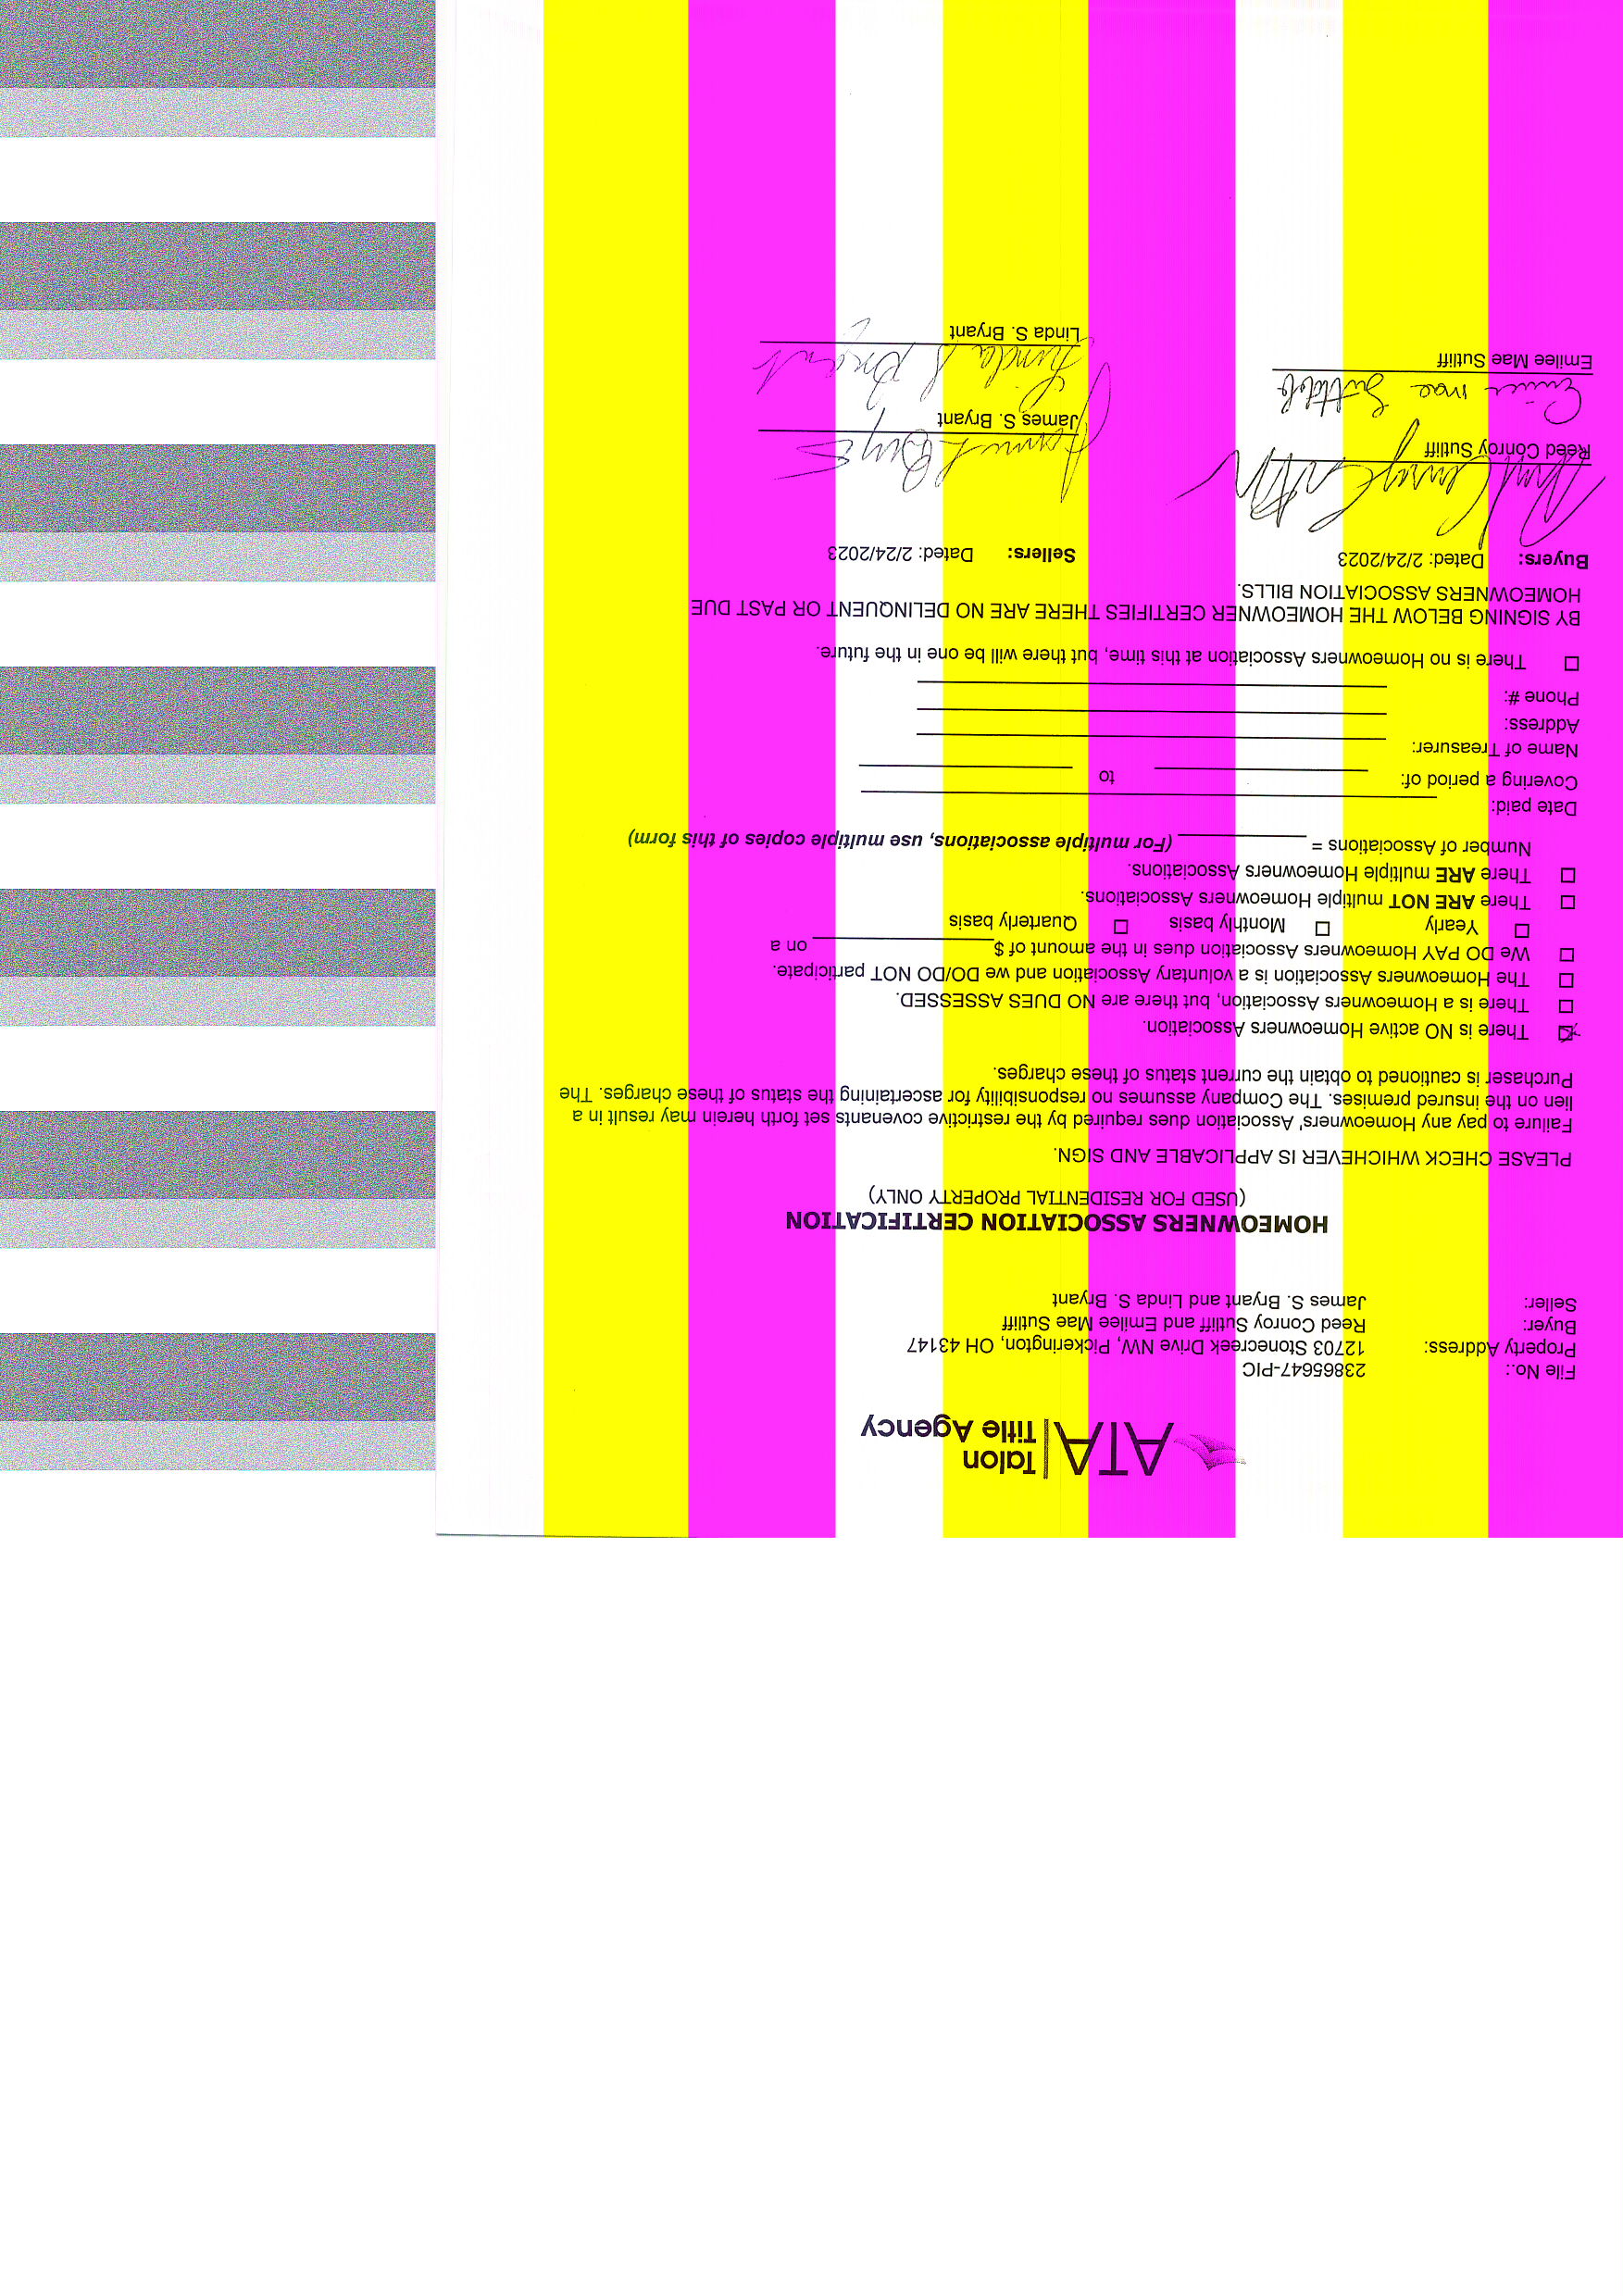 ATA Talon
Title Agency
File No.: 23865647-PIC
Property Address: 12703 Stonecreek Drive NW, Pickerington, OH 43147
Buyer: Reed Conroy Sutliff and Emilee Mae Sutliff
Seller: James S. Bryant and Linda S. Bryant
HOMEOWNERS ASSOCIATION CERTIFICATION
(USED FOR RESIDENTIAL PROPERTY ONLY)
PLEASE CHECK WHICHEVER IS APPLICABLE AND SIGN.
Failure to pay any Homeowners' Association dues required by the restrictive covenants set forth herein may result in a
lien on the insured premises. The Company assumes no responsibility for ascertaining the status of these charges. The
Purchaser is cautioned to obtain the current status of these charges.
☒ There is NO active Homeowners Association.
☐ There is a Homeowners Association, but there are NO DUES ASSESSED.
☐ The Homeowners Association is a voluntary Association and we DO/DO NOT participate.
☐ We DO PAY Homeowners Association dues in the amount of $__________ on a
☐ Yearly ☐ Monthly basis ☐ Quarterly basis
☐ There ARE NOT multiple Homeowners Associations.
☐ There ARE multiple Homeowners Associations.
Number of Associations = __________ (For multiple associations, use multiple copies of this form)
Date paid:
Covering a period of: __________ to __________
Name of Treasurer:
Address:
Phone #:
☐ There is no Homeowners Association at this time, but there will be one in the future.
BY SIGNING BELOW THE HOMEOWNER CERTIFIES THERE ARE NO DELINQUENT OR PAST DUE
HOMEOWNERS ASSOCIATION BILLS.
Buyers: Dated: 2/24/2023 Sellers: Dated: 2/24/2023
Reed Conroy Sutliff James S. Bryant
Linda S Bryant
Emilee Mae Sutliff Linda S. Bryant